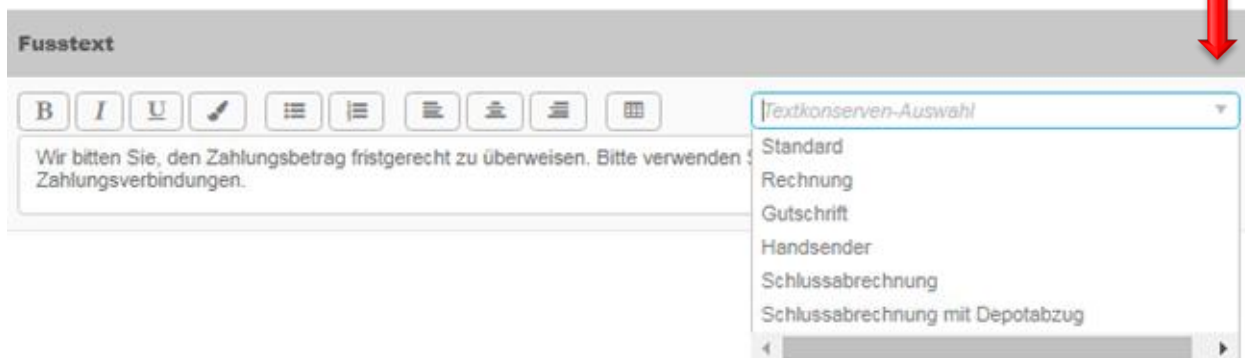 Fusstext
B I U
Textkonserven-Auswahl
Wir bitten Sie, den Zahlungsbetrag fristgerecht zu überweisen. Bitte verwenden
Zahlungsverbindungen.
Standard
Rechnung
Gutschrift
Handsender
Schlussabrechnung
Schlussabrechnung mit Depotabzug